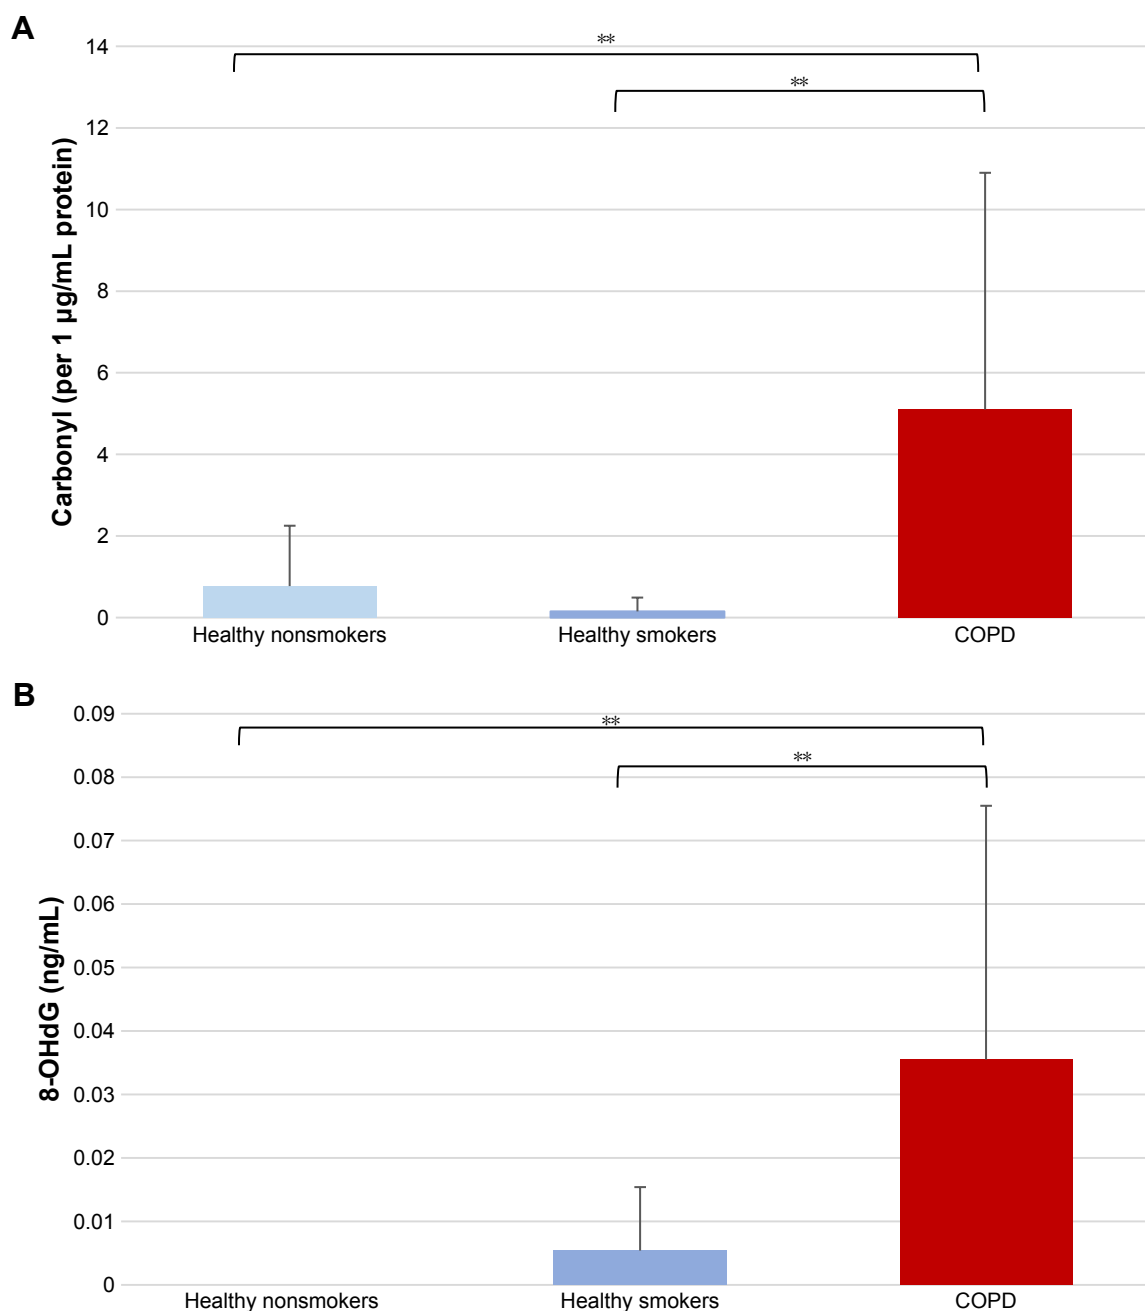 A
Carbonyl (per 1 µg/mL protein)
14
12
10
8
6
4
2
0
**
**
Healthy nonsmokers
Healthy smokers
COPD
B
8-OHdG (ng/mL)
0.09
0.08
0.07
0.06
0.05
0.04
0.03
0.02
0.01
0
**
**
Healthy nonsmokers
Healthy smokers
COPD